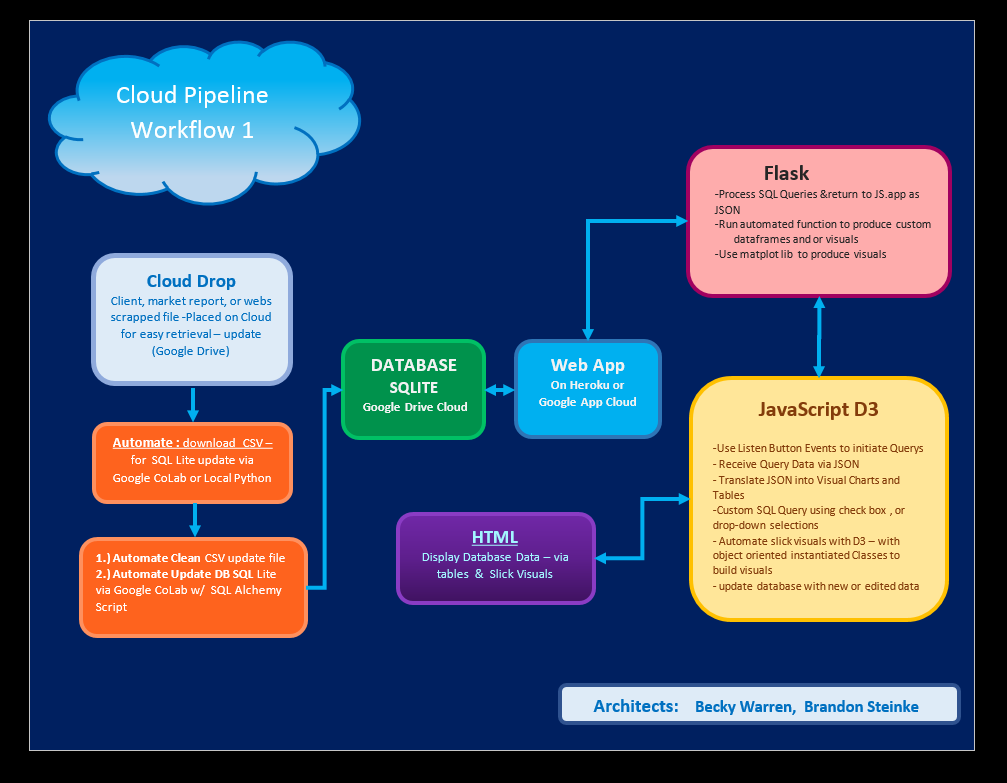 Cloud Pipeline
Workflow 1
Cloud Drop
Client, market report, or webs
scrapped file -Placed on Cloud
for easy retrieval – update
(Google Drive)
Automate : download CSV –
for SQL Lite update via
Google CoLab or Local Python
1.) Automate Clean CSV update file
2.) Automate Update DB SQL Lite
via Google CoLab w/ SQL Alchemy
Script
DATABASE
SQLITE
Google Drive Cloud
Web App
On Heroku or
Google App Cloud
Flask
-Process SQL Queries &return to JS.app as
JSON
-Run automated function to produce custom
dataframes and or visuals
-Use matplot lib to produce visuals
JavaScript D3
-Use Listen Button Events to initiate Querys
- Receive Query Data via JSON
- Translate JSON into Visual Charts and
Tables
-Custom SQL Query using check box , or
drop-down selections
- Automate slick visuals with D3 – with
object oriented instantiated Classes to
build visuals
- update database with new or edited data
HTML
Display Database Data – via
tables & Slick Visuals
Architects: Becky Warren, Brandon Steinke